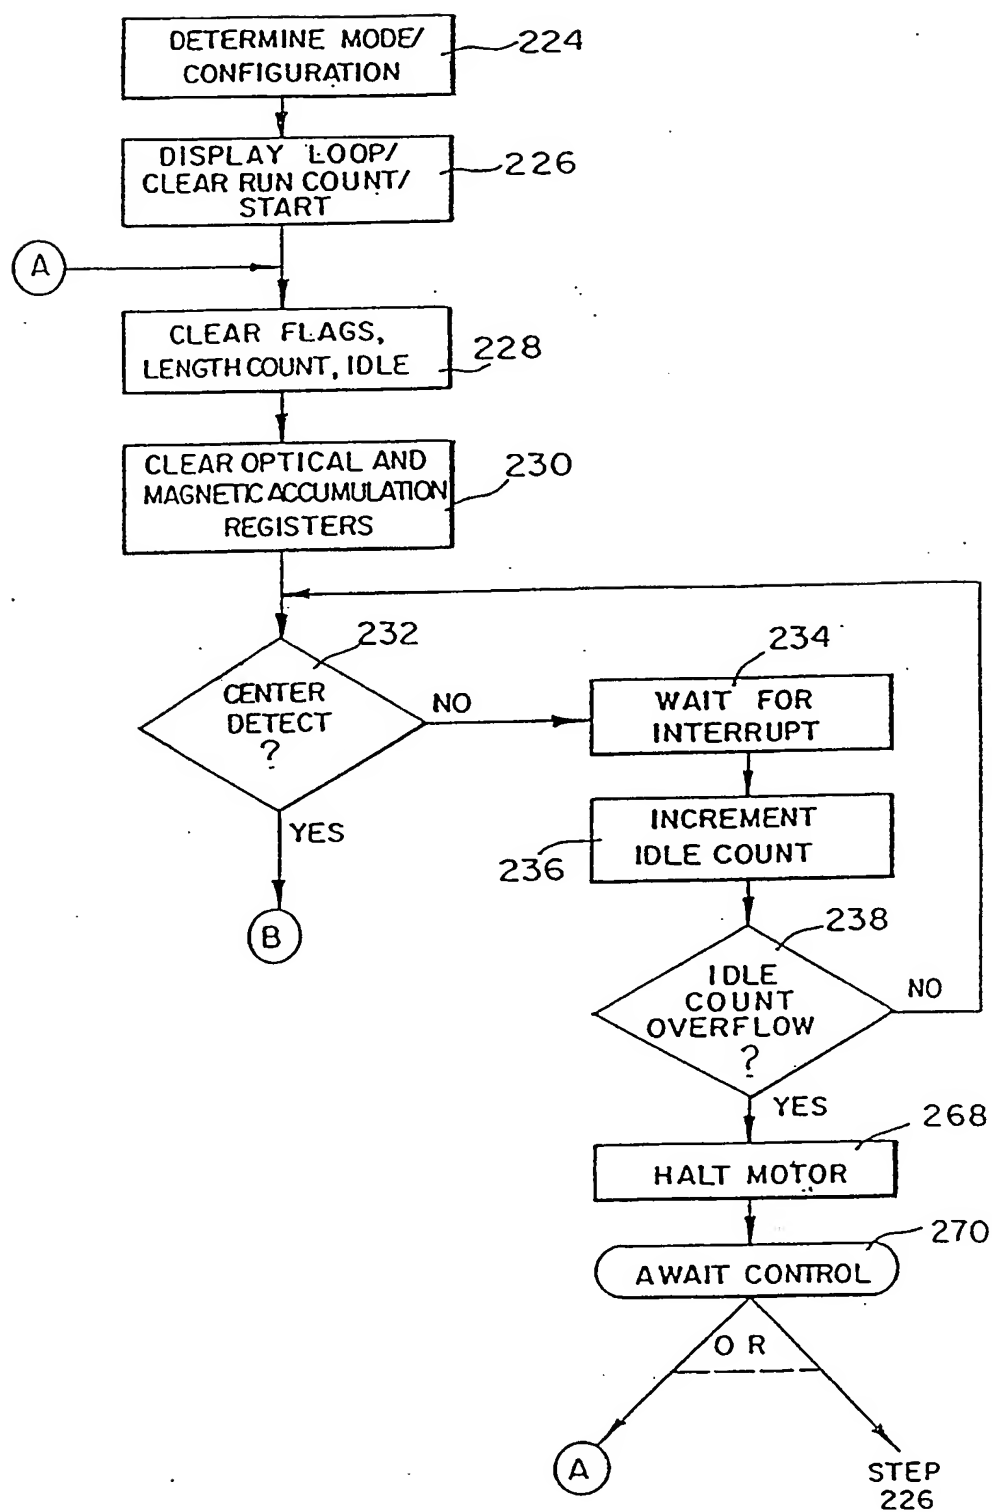 DETERMINE MODE/
CONFIGURATION
224
DISPLAY LOOP/
CLEAR RUN COUNT/
START
226
A
CLEAR FLAGS,
LENGTH COUNT, IDLE
228
CLEAR OPTICAL AND
MAGNETIC ACCUMULATION
REGISTERS
230
232
CENTER
DETECT
?
NO
YES
B
234
WAIT FOR
INTERRUPT
INCREMENT
IDLE COUNT
236
238
IDLE
COUNT
OVERFLOW
?
NO
YES
268
HALT MOTOR
270
AWAIT CONTROL
OR
A
STEP
226